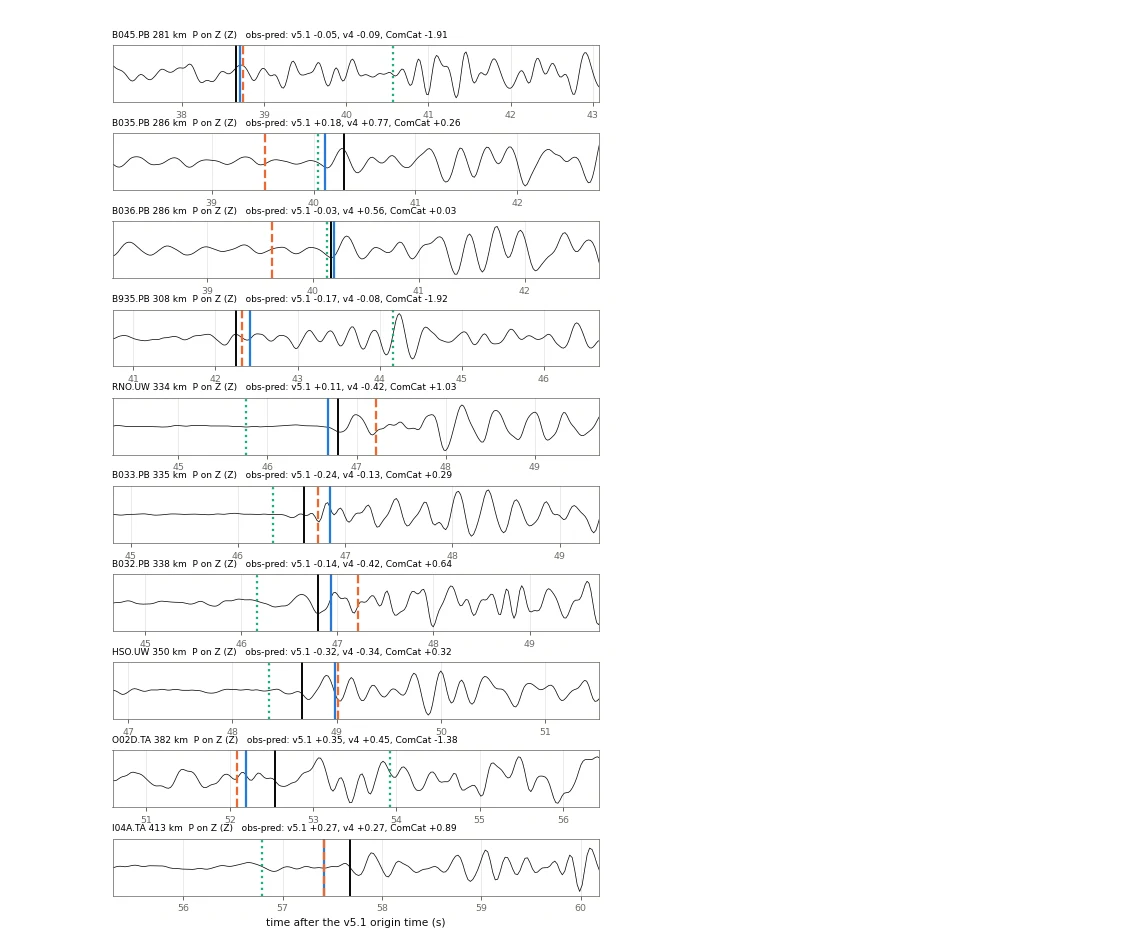 B045.PB 281 km P on Z (Z) obs-pred: v5.1 -0.05, v4 -0.09, ComCat -1.91
38 39 40 41 42 43
B035.PB 286 km P on Z (Z) obs-pred: v5.1 +0.18, v4 +0.77, ComCat +0.26
39 40 41 42
B036.PB 286 km P on Z (Z) obs-pred: v5.1 -0.03, v4 +0.56, ComCat +0.03
39 40 41 42
B935.PB 308 km P on Z (Z) obs-pred: v5.1 -0.17, v4 -0.08, ComCat -1.92
41 42 43 44 45 46
RNO.UW 334 km P on Z (Z) obs-pred: v5.1 +0.11, v4 -0.42, ComCat +1.03
45 46 47 48 49
B033.PB 335 km P on Z (Z) obs-pred: v5.1 -0.24, v4 -0.13, ComCat +0.29
45 46 47 48 49
B032.PB 338 km P on Z (Z) obs-pred: v5.1 -0.14, v4 -0.42, ComCat +0.64
45 46 47 48 49
HSO.UW 350 km P on Z (Z) obs-pred: v5.1 -0.32, v4 -0.34, ComCat +0.32
47 48 49 50 51
O02D.TA 382 km P on Z (Z) obs-pred: v5.1 +0.35, v4 +0.45, ComCat -1.38
51 52 53 54 55 56
I04A.TA 413 km P on Z (Z) obs-pred: v5.1 +0.27, v4 +0.27, ComCat +0.89
56 57 58 59 60
time after the v5.1 origin time (s)